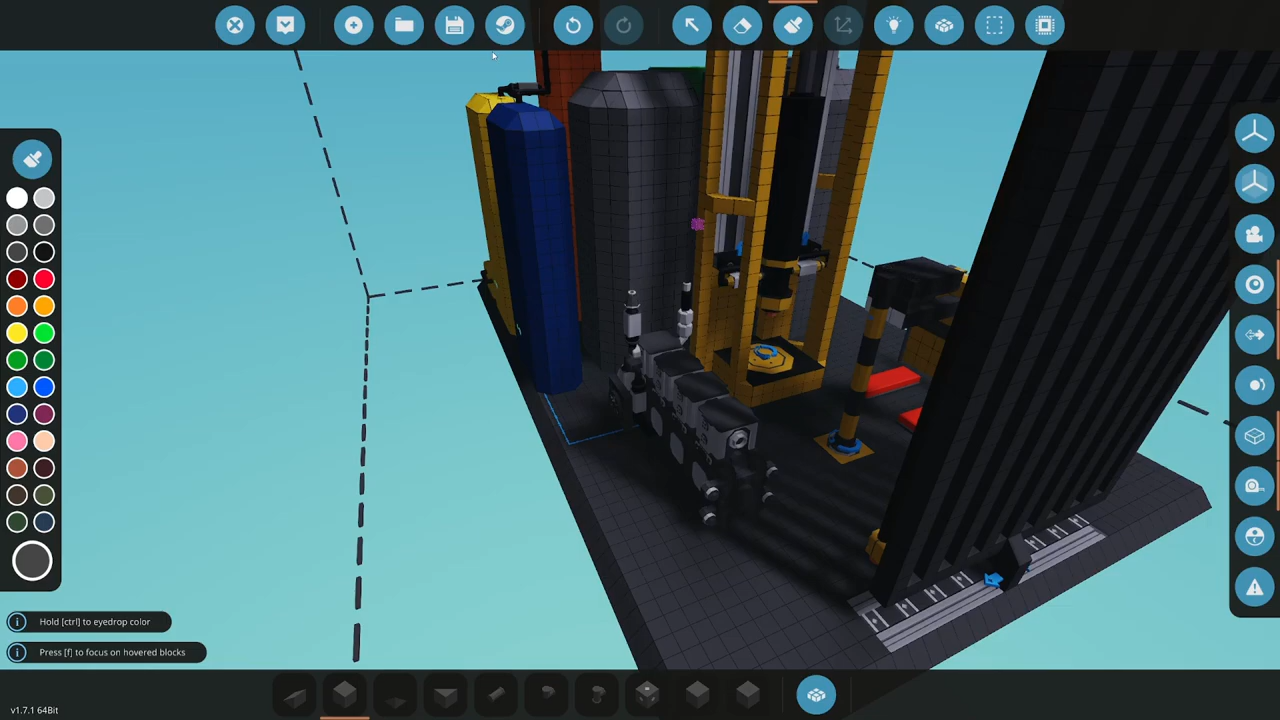 Hold [ctrl] to eyedrop color
Press [f] to focus on hovered blocks
v1.7.1 64Bit